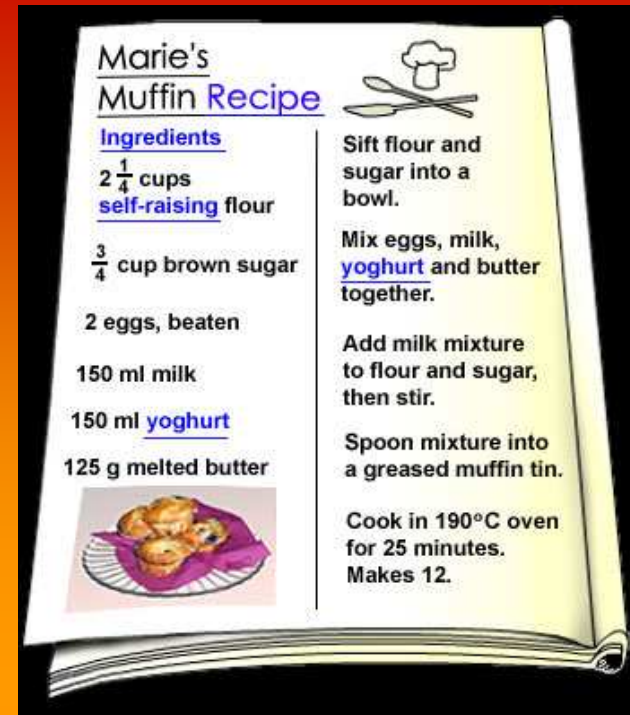 Marie's
Muffin Recipe
Ingredients
2 1/4 cups
self-raising flour
3/4 cup brown sugar
2 eggs, beaten
150 ml milk
150 ml yoghurt
125 g melted butter
Sift flour and
sugar into a
bowl.
Mix eggs, milk,
yoghurt and butter
together.
Add milk mixture
to flour and sugar,
then stir.
Spoon mixture into
a greased muffin tin.
Cook in 190°C oven
for 25 minutes.
Makes 12.